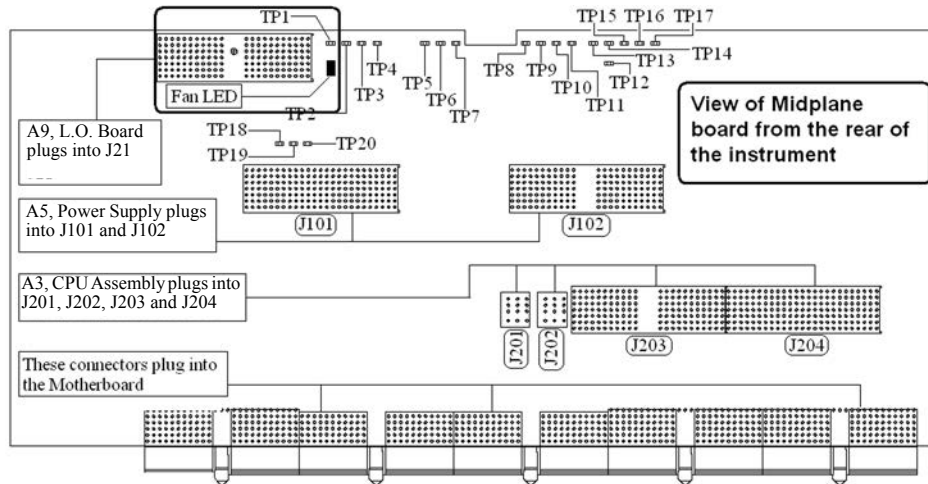 TP1
TP15
TP16
TP17
TP4
TP3
TP5
TP6
TP7
TP8
TP9
TP10
TP11
TP12
TP13
TP14
Fan LED
TP2
A9, L.O. Board
plugs into J21
TP18
TP19
TP20
View of Midplane
board from the rear of
the instrument
A5, Power Supply plugs
into J101 and J102
J101
J102
A3, CPU Assembly plugs into
J201, J202, J203 and J204
J201
J202
J203
J204
These connectors plug into
the Motherboard